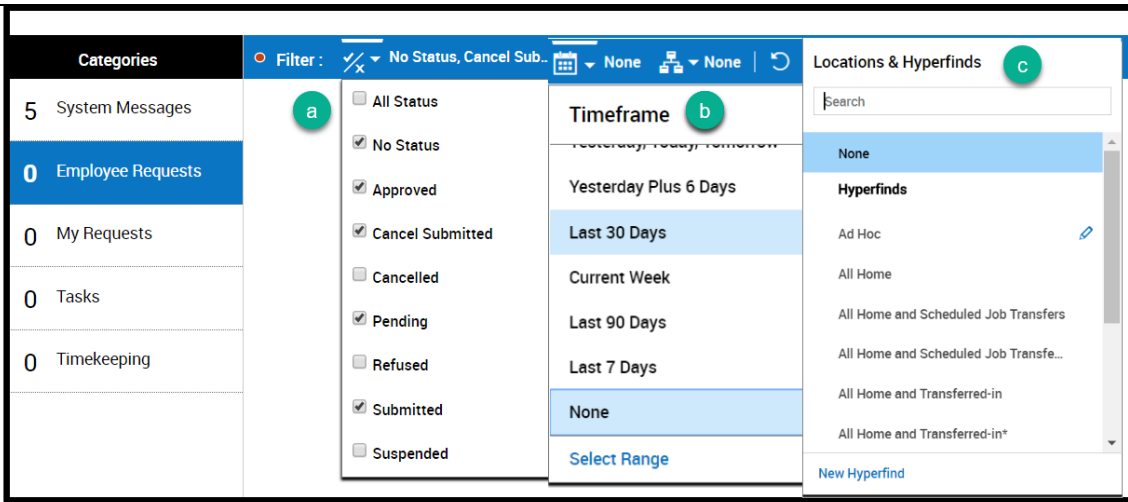 Categories
5 System Messages
0 Employee Requests
0 My Requests
0 Tasks
0 Timekeeping
Filter :
No Status, Cancel Sub..
a
All Status
No Status
Approved
Cancel Submitted
Cancelled
Pending
Refused
Submitted
Suspended
None
None
Timeframe
b
Yesterday, Today, Tomorrow
Yesterday Plus 6 Days
Last 30 Days
Current Week
Last 90 Days
Last 7 Days
None
Select Range
Locations & Hyperfinds
c
Search
None
Hyperfinds
Ad Hoc
All Home
All Home and Scheduled Job Transfers
All Home and Scheduled Job Transfe...
All Home and Transferred-in
All Home and Transferred-in*
New Hyperfind